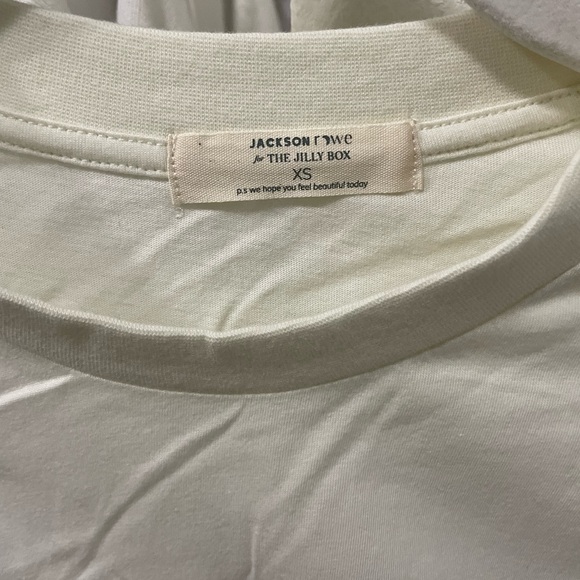 JACKSON rowe
for THE JILLY BOX
XS
p.s we hope you feel beautiful today